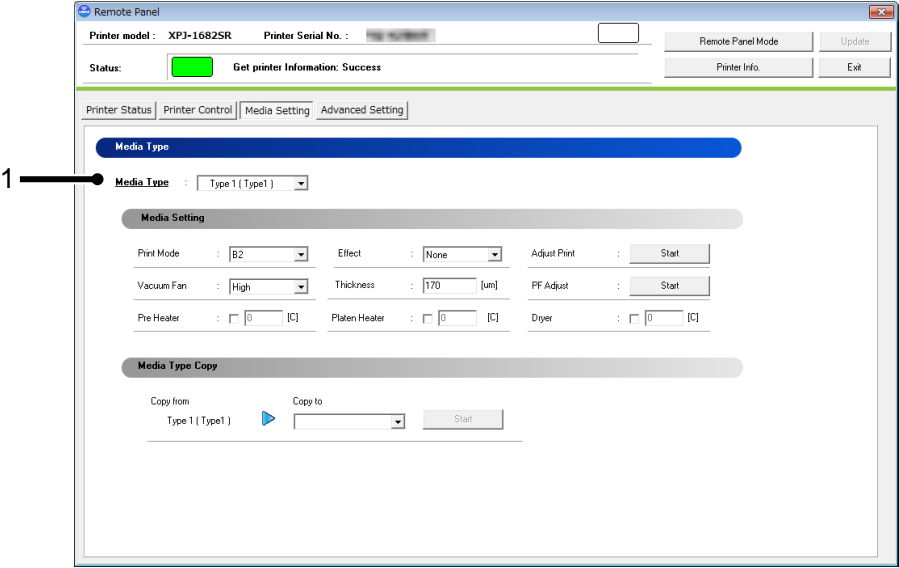 Remote Panel
Printer model : XPJ-1682SR Printer Serial No. :
Remote Panel Mode Update
Status: Get printer Information: Success
Printer Info. Exit
Printer Status Printer Control Media Setting Advanced Setting
Media Type
1
Media Type : Type 1 ( Type1 )
Media Setting
Print Mode : B2 Effect : None Adjust Print : Start
Vacuum Fan : High Thickness : 170 [um] PF Adjust : Start
Pre Heater : 0 [C] Platen Heater : 0 [C] Dryer : 0 [C]
Media Type Copy
Copy from Copy to
Type 1 ( Type1 ) Start